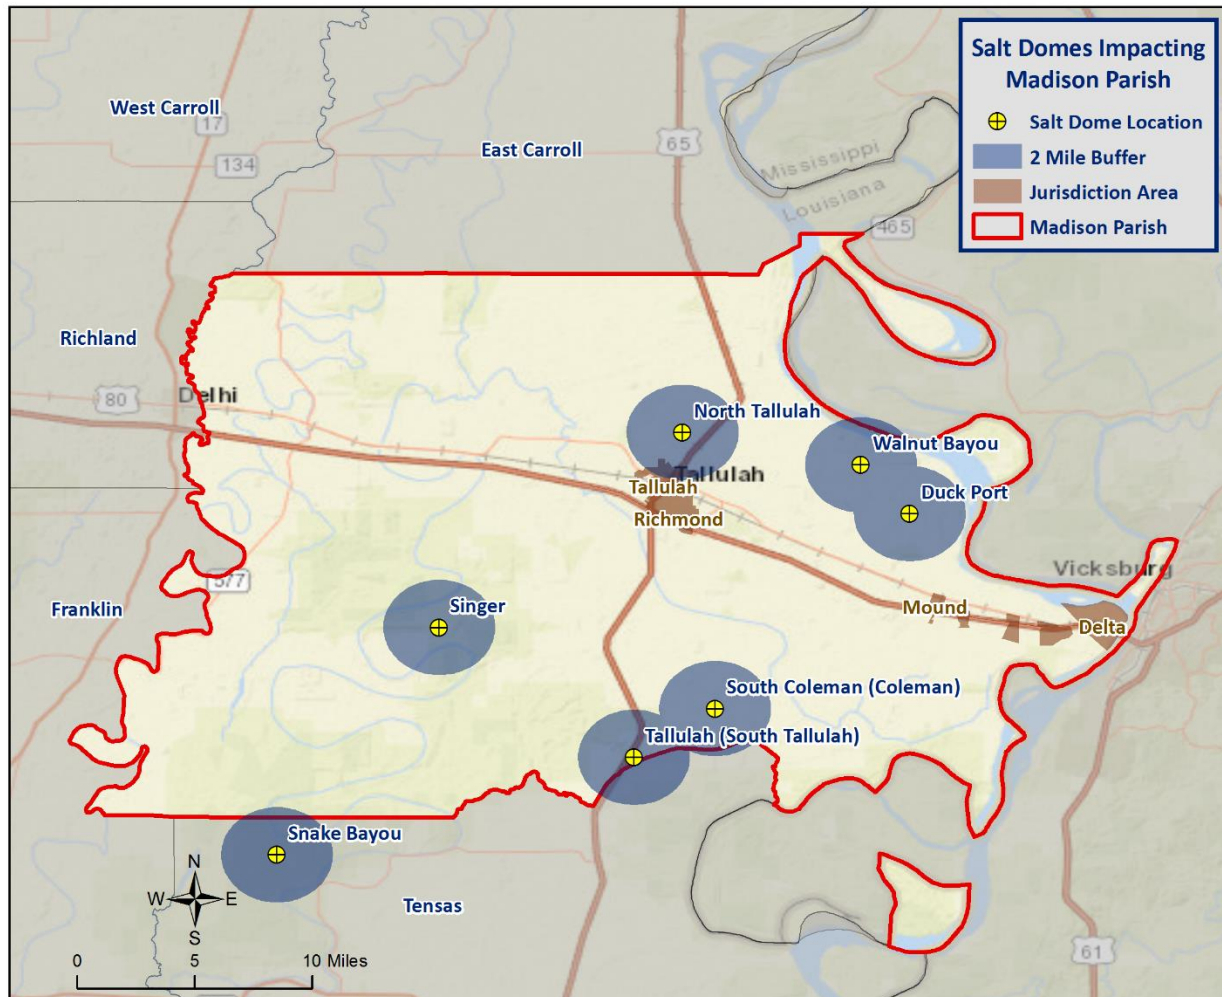 Salt Domes Impacting
Madison Parish
Salt Dome Location
2 Mile Buffer
Jurisdiction Area
Madison Parish
West Carroll
17
134
East Carroll
65
Mississippi
Louisiana
465
Richland
80
Delhi
North Tallulah
Walnut Bayou
Tallulah
Tallulah
Duck Port
Richmond
Vicksburg
577
Franklin
Singer
Mound
Delta
South Coleman (Coleman)
Tallulah (South Tallulah)
Snake Bayou
N
W
E
S
Tensas
61
0
5
10 Miles